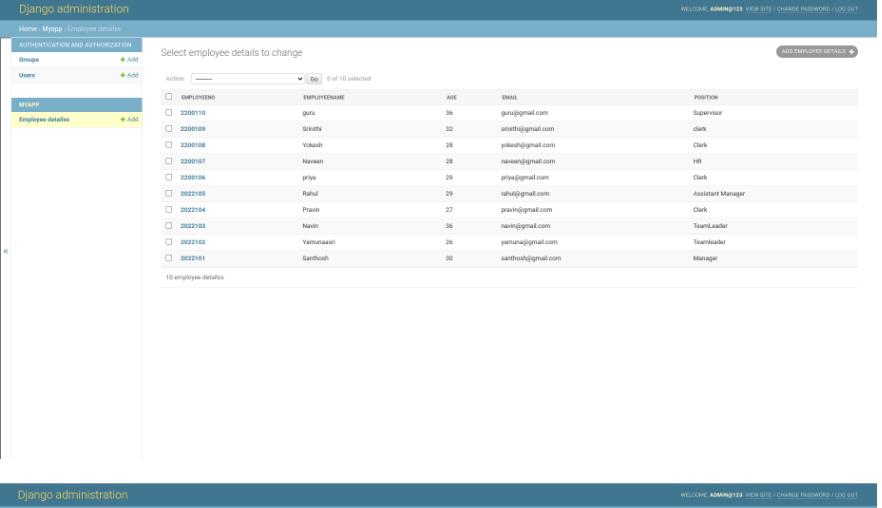 Django administration
WELCOME, ADMIN@123. VIEW SITE / CHANGE PASSWORD / LOG OUT
Home › Myapp › Employee detailss
AUTHENTICATION AND AUTHORIZATION
Groups + Add
Users + Add
MYAPP
Employee detailss + Add
«
Select employee details to change
ADD EMPLOYEE DETAILS +
Action: --------- Go 0 of 10 selected
EMPLOYEENO EMPLOYEENAME AGE EMAIL POSITION
2200110 guru 36 guru@gmail.com Supervisor
2200109 Srinithi 32 srinithi@gmail.com clerk
2200108 Yokesh 28 yokesh@gmail.com Clerk
2200107 Naveen 28 naveen@gmail.com HR
2200106 priya 29 priya@gmail.com Clerk
2022105 Rahul 29 rahul@gmail.com Assistant Manager
2022104 Pravin 27 pravin@gmail.com Clerk
2022103 Navin 36 navin@gmail.com TeamLeader
2022102 Yamunaasri 26 yamuna@gmail.com Teamleader
2022101 Santhosh 30 santhosh@gmail.com Manager
10 employee detailss
Django administration
WELCOME, ADMIN@123. VIEW SITE / CHANGE PASSWORD / LOG OUT